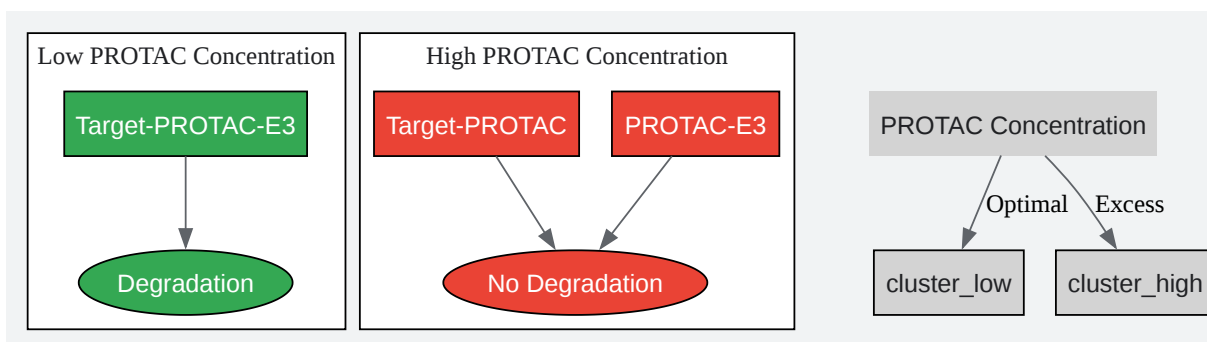 Low PROTAC Concentration
Target-PROTAC-E3
Degradation
High PROTAC Concentration
Target-PROTAC
PROTAC-E3
No Degradation
PROTAC Concentration
Optimal
Excess
cluster_low
cluster_high